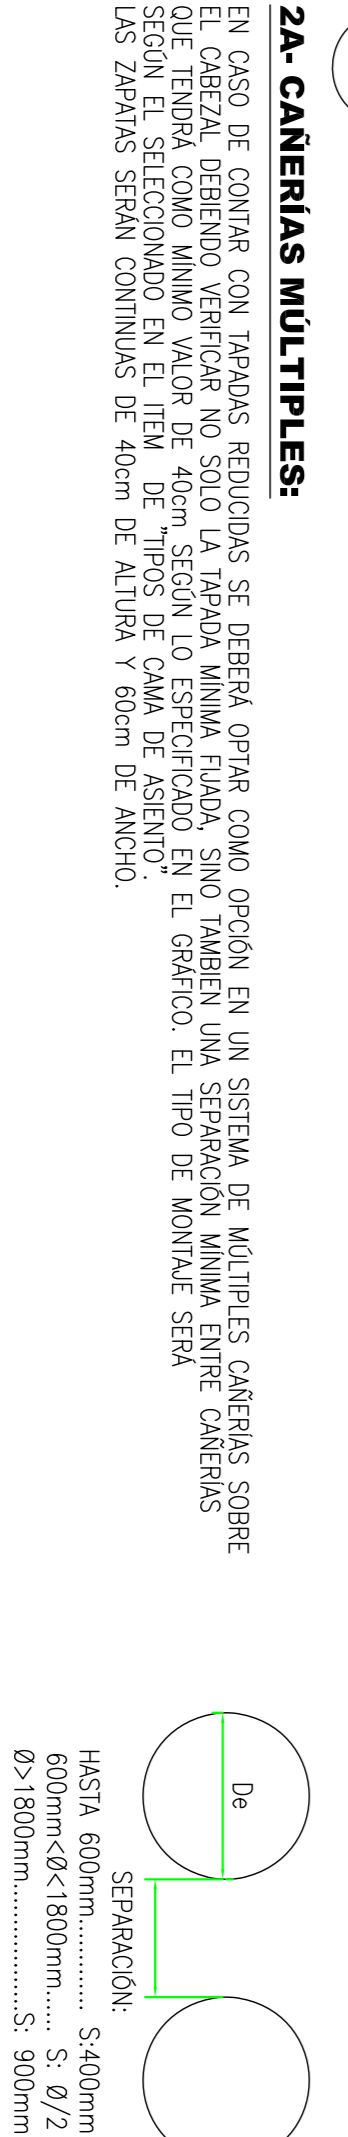 2A- CAÑERÍAS MÚLTIPLES:
EN CASO DE CONTAR CON TAPADAS REDUCIDAS SE DEBERÁ OPTAR COMO OPCIÓN EN UN SISTEMA DE MÚLTIPLES CAÑERÍAS SOBRE
EL CABEZAL DEBIENDO VERIFICAR NO SOLO LA TAPADA MÍNIMA FIJADA, SINO TAMBIEN UNA SEPARACIÓN MÍNIMA ENTRE CAÑERÍAS
QUE TENDRÁ COMO MÍNIMO VALOR DE 40cm SEGÚN LO ESPECIFICADO EN EL GRÁFICO. EL TIPO DE MONTAJE SERÁ
SEGÚN EL SELECCIONADO EN EL ITEM DE "TIPOS DE CAMA DE ASIENTO".
LAS ZAPATAS SERÁN CONTINUAS DE 40cm DE ALTURA Y 60cm DE ANCHO.
De
SEPARACIÓN:
HASTA 600mm............ S:400mm
600mm<Ø<1800mm...... S: Ø/2
Ø>1800mm..................S: 900mm